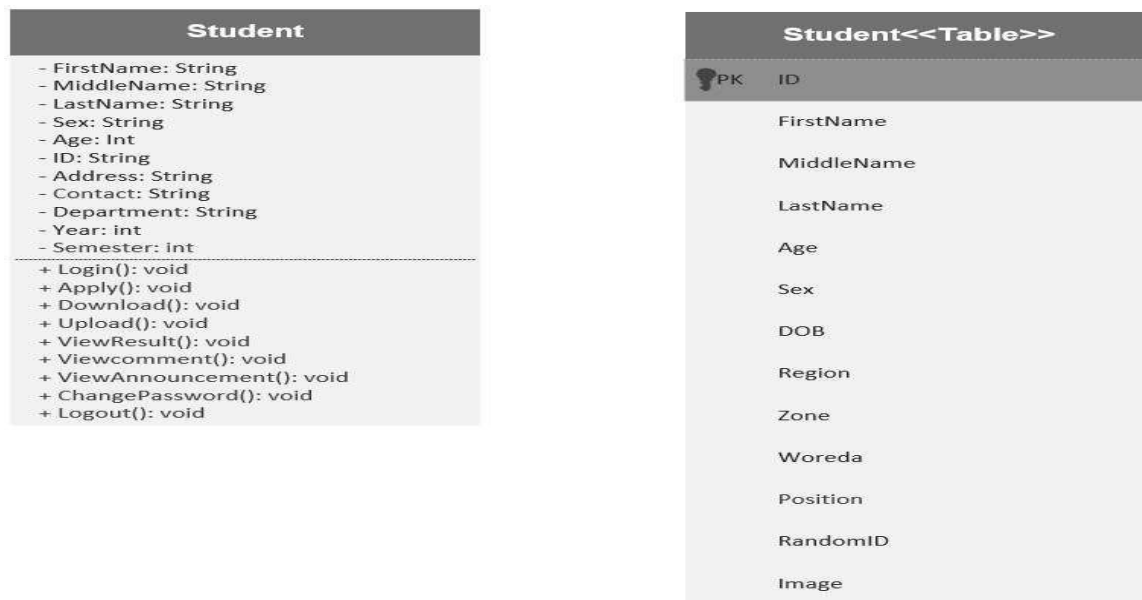 Student
- FirstName: String
- MiddleName: String
- LastName: String
- Sex: String
- Age: Int
- ID: String
- Address: String
- Contact: String
- Department: String
- Year: int
- Semester: int
+ Login(): void
+ Apply(): void
+ Download(): void
+ Upload(): void
+ ViewResult(): void
+ Viewcomment(): void
+ ViewAnnouncement(): void
+ ChangePassword(): void
+ Logout(): void
Student<<Table>>
PK ID
FirstName
MiddleName
LastName
Age
Sex
DOB
Region
Zone
Woreda
Position
RandomID
Image